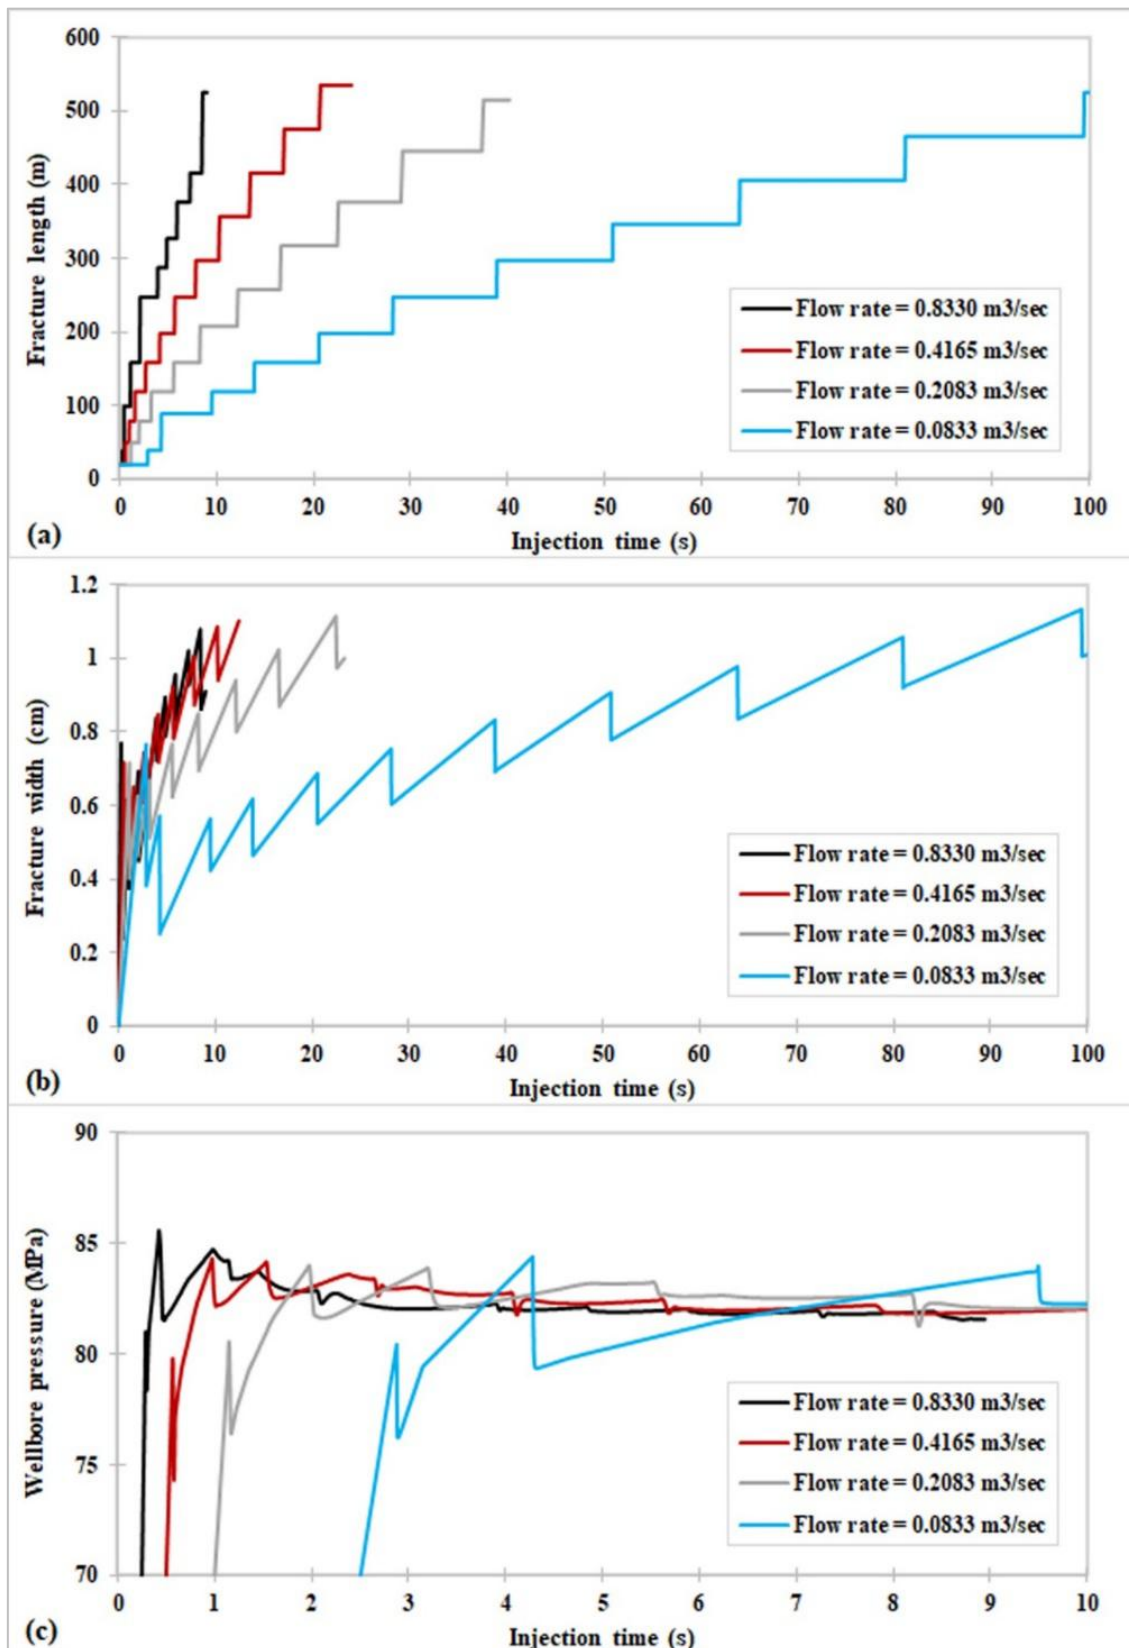 600
500
400
300
200
100
0
Fracture length (m)
Flow rate = 0.8330 m3/sec
Flow rate = 0.4165 m3/sec
Flow rate = 0.2083 m3/sec
Flow rate = 0.0833 m3/sec
0 10 20 30 40 50 60 70 80 90 100
Injection time (s)
(a)
1.2
1
0.8
0.6
0.4
0.2
0
Fracture width (cm)
Flow rate = 0.8330 m3/sec
Flow rate = 0.4165 m3/sec
Flow rate = 0.2083 m3/sec
Flow rate = 0.0833 m3/sec
0 10 20 30 40 50 60 70 80 90 100
Injection time (s)
(b)
90
85
80
75
70
Wellbore pressure (MPa)
Flow rate = 0.8330 m3/sec
Flow rate = 0.4165 m3/sec
Flow rate = 0.2083 m3/sec
Flow rate = 0.0833 m3/sec
0 1 2 3 4 5 6 7 8 9 10
Injection time (s)
(c)